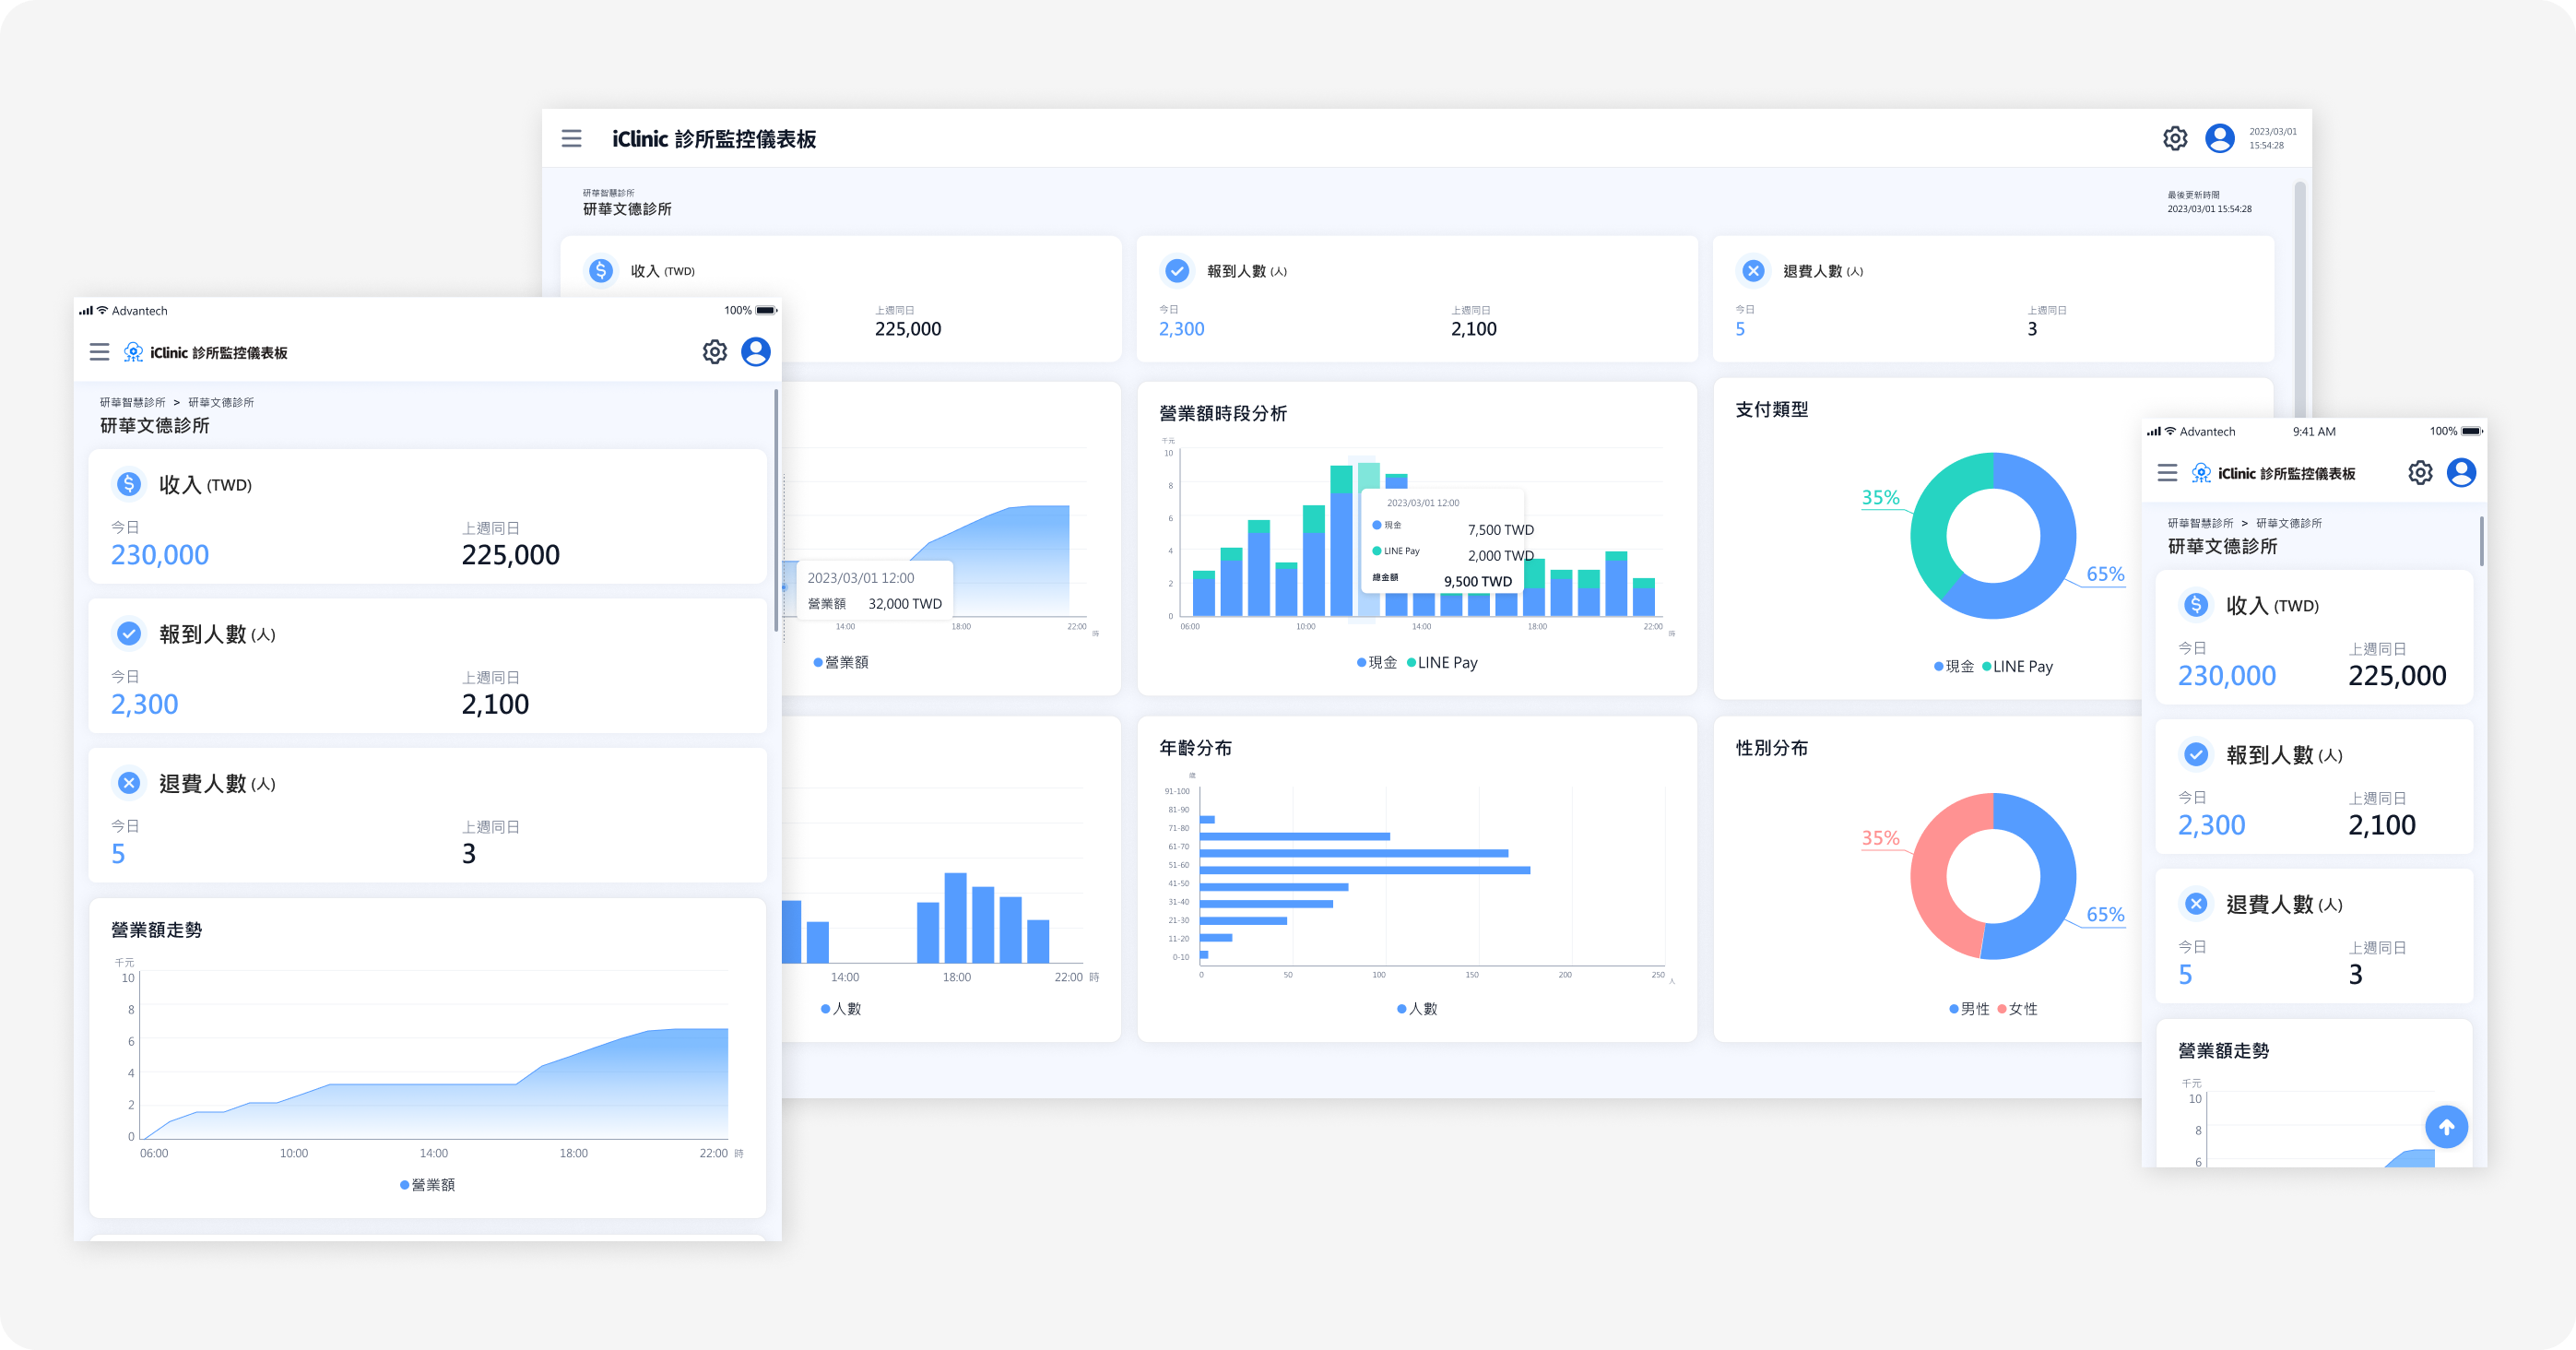 iClinic 診所監控儀表板
2023/03/01
15:54:28
研華智慧診所
研華文德診所
最後更新時間
2023/03/01 15:54:28
收入 (TWD)
上週同日
225,000
報到人數 (人)
今日
2,300
上週同日
2,100
退費人數 (人)
今日
5
上週同日
3
2023/03/01 12:00
營業額 32,000 TWD
14:00 18:00 22:00
時
營業額
營業額時段分析
千元
10
8
6
4
2
0
2023/03/01 12:00
現金 7,500 TWD
LINE Pay 2,000 TWD
總金額 9,500 TWD
06:00 10:00 14:00 18:00 22:00
時
現金 LINE Pay
支付類型
35%
65%
現金 LINE Pay
14:00 18:00 22:00 時
人數
年齡分布
歲
91-100
81-90
71-80
61-70
51-60
41-50
31-40
21-30
11-20
0-10
0 50 100 150 200 250
人
人數
性別分布
35%
65%
男性 女性
Advantech 100%
iClinic 診所監控儀表板
研華智慧診所 > 研華文德診所
研華文德診所
收入 (TWD)
今日 上週同日
230,000 225,000
報到人數 (人)
今日 上週同日
2,300 2,100
退費人數 (人)
今日 上週同日
5 3
營業額走勢
千元
10
8
6
4
2
0
06:00 10:00 14:00 18:00 22:00 時
營業額
Advantech 9:41 AM 100%
iClinic 診所監控儀表板
研華智慧診所 > 研華文德診所
研華文德診所
收入 (TWD)
今日 上週同日
230,000 225,000
報到人數 (人)
今日 上週同日
2,300 2,100
退費人數 (人)
今日 上週同日
5 3
營業額走勢
千元
10
8
6